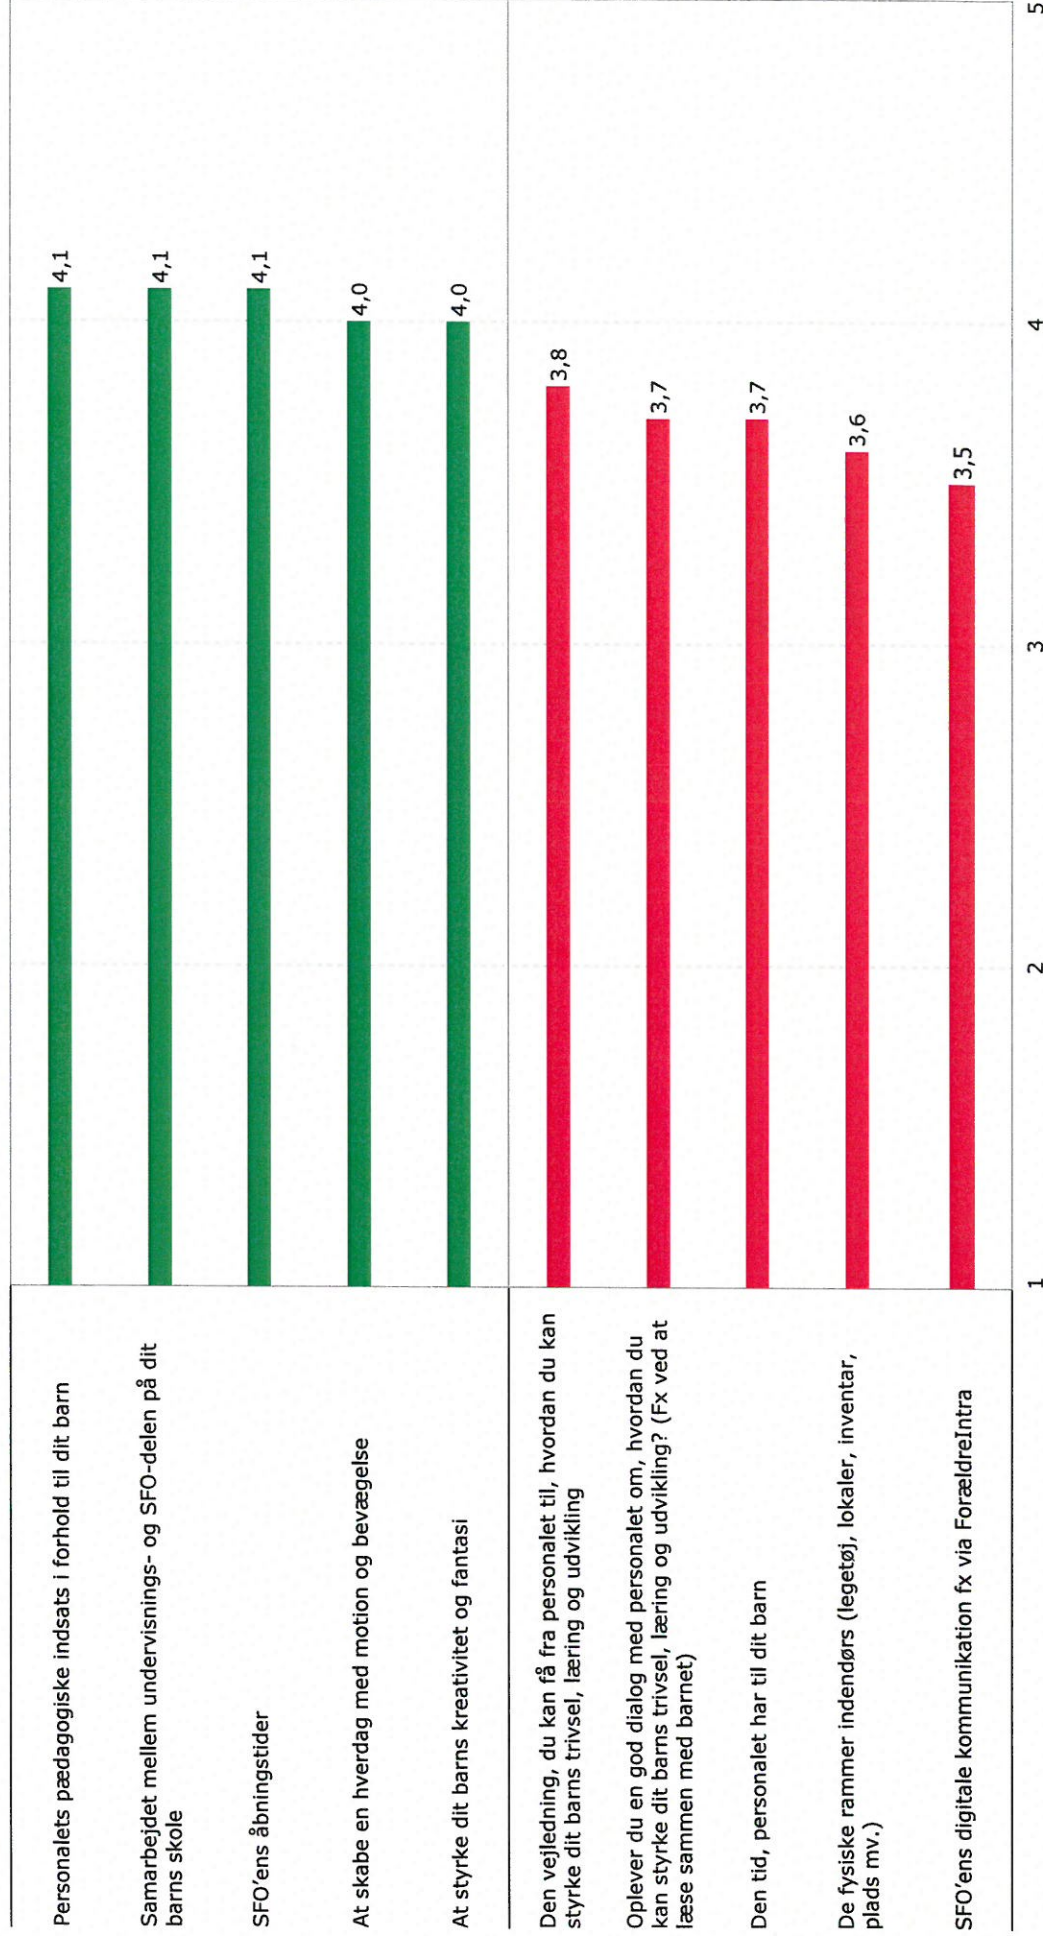 Personalets pædagogiske indsats i forhold til dit barn
4,1
Samarbejdet mellem undervisnings- og SFO-delen på dit
barns skole
4,1
SFO'ens åbningstider
4,1
At skabe en hverdag med motion og bevægelse
4,0
At styrke dit barns kreativitet og fantasi
4,0
Den vejledning, du kan få fra personalet til, hvordan du kan
styrke dit barns trivsel, læring og udvikling
3,8
Oplever du en god dialog med personalet om, hvordan du
kan styrke dit barns trivsel, læring og udvikling? (Fx ved at
læse sammen med barnet)
3,7
Den tid, personalet har til dit barn
3,7
De fysiske rammer indendørs (legetøj, lokaler, inventar,
plads mv.)
3,6
SFO'ens digitale kommunikation fx via ForældreIntra
3,5
1 2 3 4 5